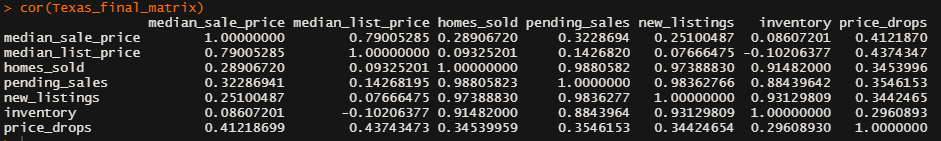 > cor(Texas_final_matrix)
median_sale_price median_list_price homes_sold pending_sales new_listings inventory price_drops
median_sale_price 1.00000000 0.79005285 0.28906720 0.3228694 0.25100487 0.08607201 0.4121870
median_list_price 0.79005285 1.00000000 0.09325201 0.1426820 0.07666475 -0.10206377 0.4374347
homes_sold 0.28906720 0.09325201 1.00000000 0.9880582 0.97388830 0.91482000 0.3453996
pending_sales 0.32286941 0.14268195 0.98805823 1.0000000 0.98362766 0.88439642 0.3546153
new_listings 0.25100487 0.07666475 0.97388830 0.9836277 1.00000000 0.93129809 0.3442465
inventory 0.08607201 -0.10206377 0.91482000 0.8843964 0.93129809 1.00000000 0.2960893
price_drops 0.41218699 0.43743473 0.34539959 0.3546153 0.34424654 0.29608930 1.0000000